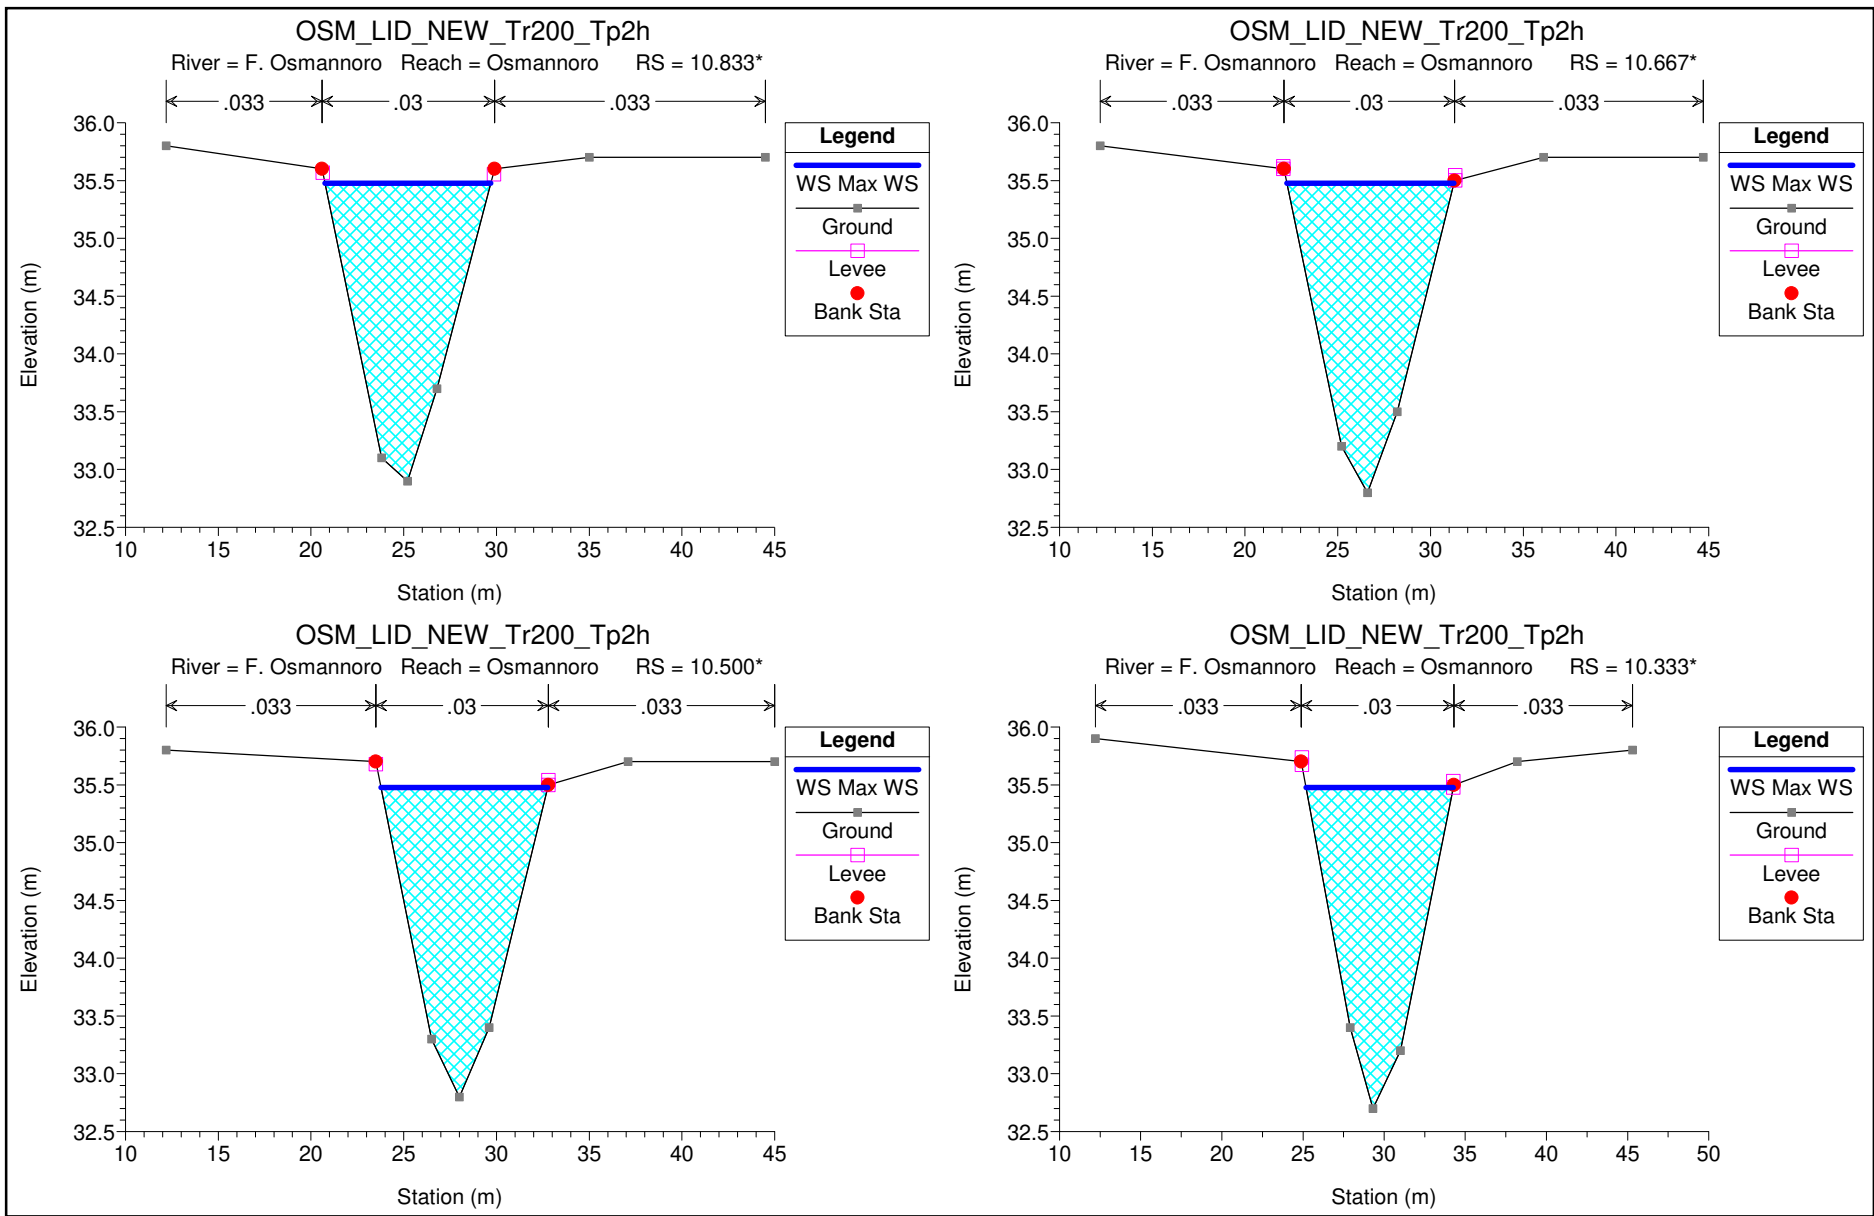 OSM_LID_NEW_Tr200_Tp2h
River = F. Osmannoro Reach = Osmannoro RS = 10.833*
.033 .03 .033
36.0
35.5
35.0
34.5
34.0
33.5
33.0
32.5
Elevation (m)
10 15 20 25 30 35 40 45
Station (m)
Legend
WS Max WS
Ground
Levee
Bank Sta
OSM_LID_NEW_Tr200_Tp2h
River = F. Osmannoro Reach = Osmannoro RS = 10.667*
.033 .03 .033
36.0
35.5
35.0
34.5
34.0
33.5
33.0
32.5
Elevation (m)
10 15 20 25 30 35 40 45
Station (m)
Legend
WS Max WS
Ground
Levee
Bank Sta
OSM_LID_NEW_Tr200_Tp2h
River = F. Osmannoro Reach = Osmannoro RS = 10.500*
.033 .03 .033
36.0
35.5
35.0
34.5
34.0
33.5
33.0
32.5
Elevation (m)
10 15 20 25 30 35 40 45
Station (m)
Legend
WS Max WS
Ground
Levee
Bank Sta
OSM_LID_NEW_Tr200_Tp2h
River = F. Osmannoro Reach = Osmannoro RS = 10.333*
.033 .03 .033
36.0
35.5
35.0
34.5
34.0
33.5
33.0
32.5
Elevation (m)
10 15 20 25 30 35 40 45 50
Station (m)
Legend
WS Max WS
Ground
Levee
Bank Sta